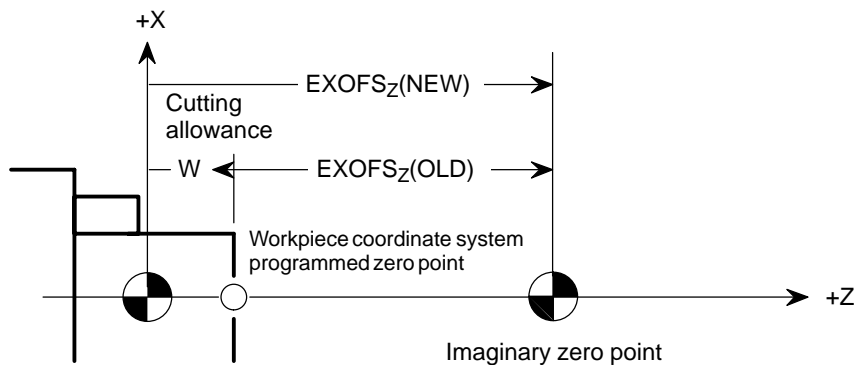 +X
EXOFSZ(NEW)
Cutting
allowance
W
EXOFSZ(OLD)
Workpiece coordinate system
programmed zero point
+Z
Imaginary zero point